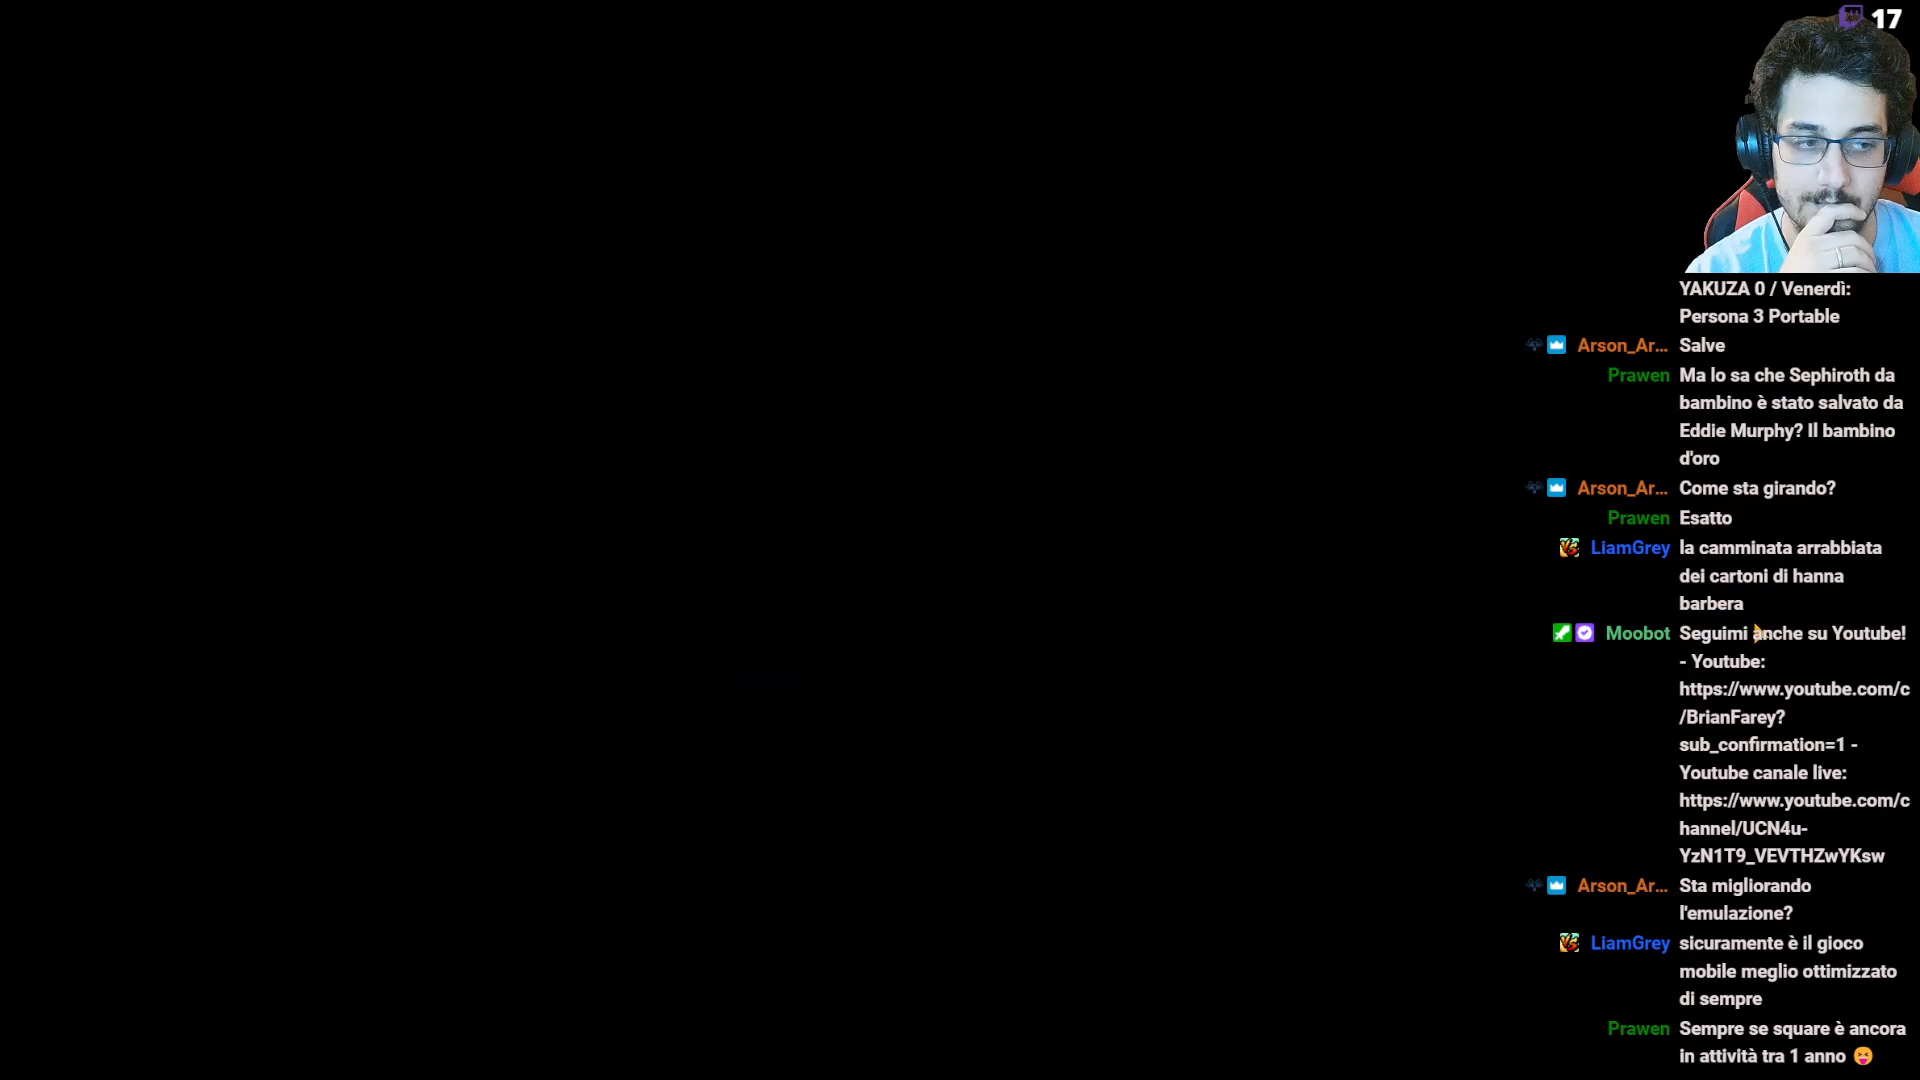 17
YAKUZA 0 / Venerdì:
Persona 3 Portable
Arson_Ar... Salve
Prawen Ma lo sa che Sephiroth da
bambino è stato salvato da
Eddie Murphy? Il bambino
d'oro
Arson_Ar... Come sta girando?
Prawen Esatto
LiamGrey la camminata arrabbiata
dei cartoni di hanna
barbera
Moobot Seguimi anche su Youtube!
- Youtube:
https://www.youtube.com/c
/BrianFarey?
sub_confirmation=1 -
Youtube canale live:
https://www.youtube.com/c
hannel/UCN4u-
YzN1T9_VEVTHZwYKsw
Arson_Ar... Sta migliorando
l'emulazione?
LiamGrey sicuramente è il gioco
mobile meglio ottimizzato
di sempre
Prawen Sempre se square è ancora
in attività tra 1 anno 😝